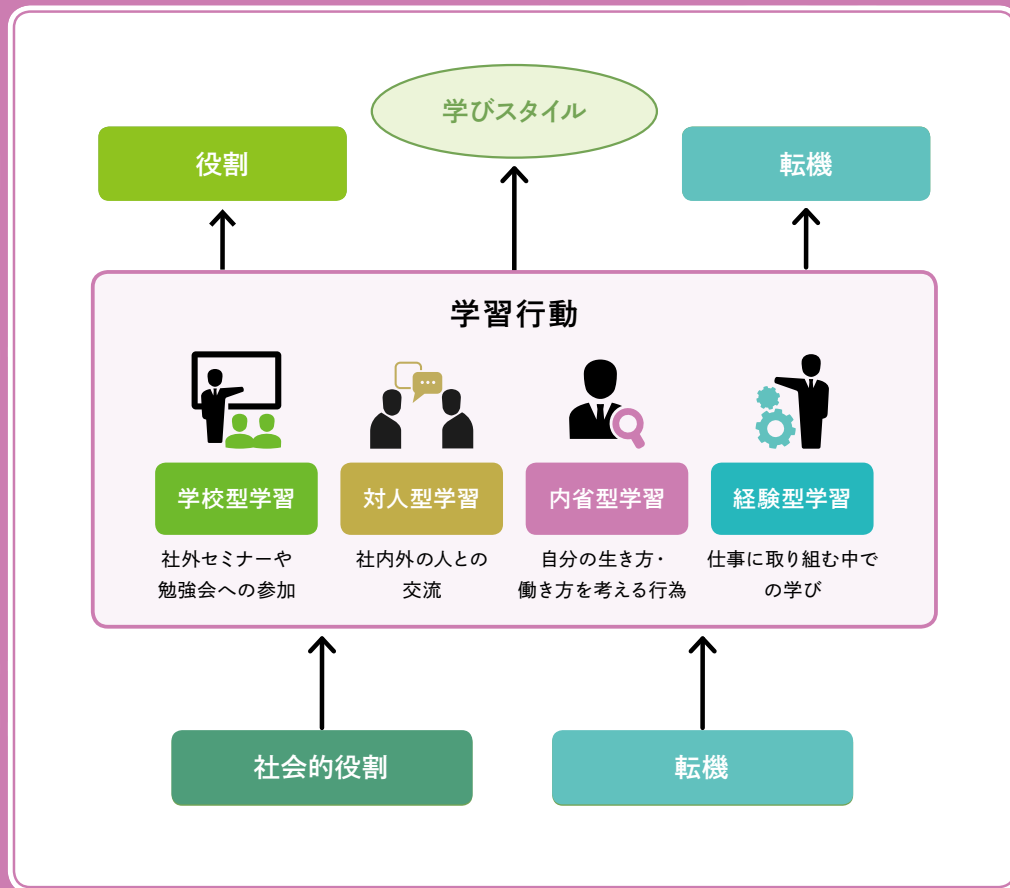 学びスタイル
役割
転機
学習行動
学校型学習
対人型学習
内省型学習
経験型学習
社外セミナーや
勉強会への参加
社内外の人との
交流
自分の生き方・
働き方を考える行為
仕事に取り組む中で
の学び
社会的役割
転機